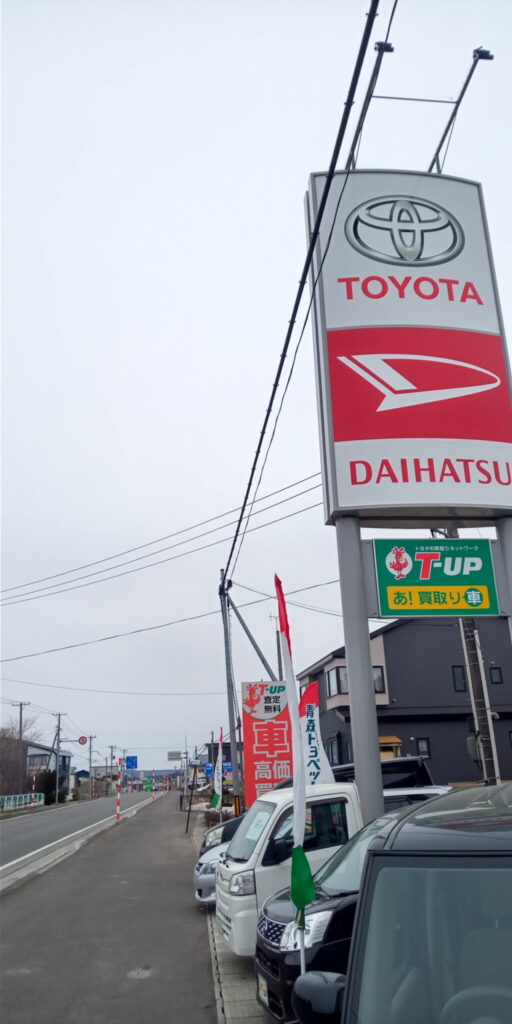 TOYOTA
DAIHATSU
トヨタの買取りネットワーク
T-UP
あ!買取り車
T-UP
査定
無料
車
高価
青森トヨペット